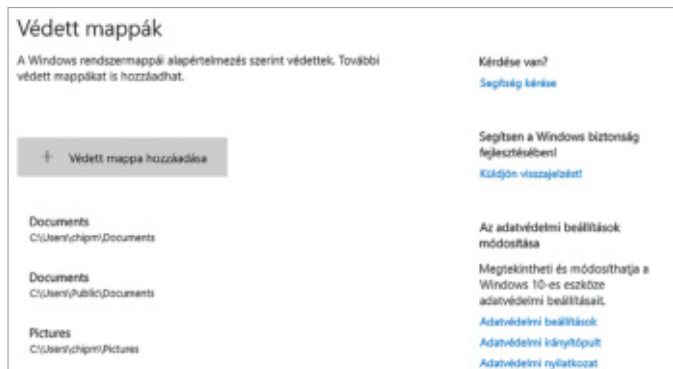 Védett mappák
A Windows rendszermappái alapértelmezés szerint védettek. További
védett mappákat is hozzáadhat.
+ Védett mappa hozzáadása
Documents
C:\Users\chipm\Documents
Documents
C:\Users\Public\Documents
Pictures
C:\Users\chipm\Pictures
Kérdése van?
Segítség kérése
Segítsen a Windows biztonság
fejlesztésében!
Küldjön visszajelzést!
Az adatvédelmi beállítások
módosítása
Megtekintheti és módosíthatja a
Windows 10-es eszköze
adatvédelmi beállításait.
Adatvédelmi beállítások
Adatvédelmi irányítópult
Adatvédelmi nyilatkozat